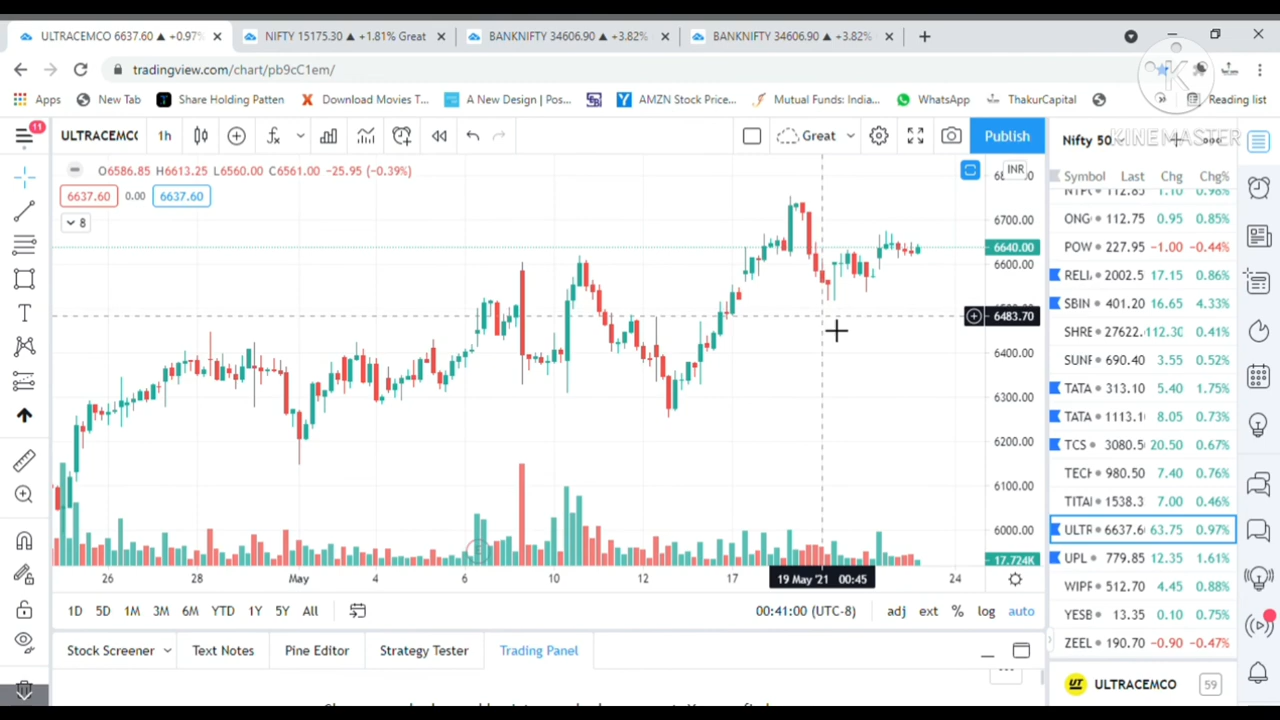 ULTRACEMCO 6637.60 ▲ +0.97%
NIFTY 15175.30 ▲ +1.81% Great
BANKNIFTY 34606.90 ▲ +3.82%
BANKNIFTY 34606.90 ▲ +3.82%
tradingview.com/chart/pb9cC1em/
Apps
New Tab
Share Holding Patten
Download Movies T...
A New Design | Pos...
AMZN Stock Price...
Mutual Funds: India...
WhatsApp
ThakurCapital
»
Reading list
K
KINEMASTER
11
ULTRACEMCO
1h
Great
Publish
Nifty 50
O6586.85 H6613.25 L6560.00 C6561.00 -25.95 (-0.39%)
6637.60 0.00 6637.60
8
INR
6700.00
6640.00
6600.00
6483.70
6400.00
6300.00
6200.00
6100.00
6000.00
17.724K
26 28 May 4 6 10 12 17 19 May '21 00:45 24
1D 5D 1M 3M 6M YTD 1Y 5Y All
00:41:00 (UTC-8) adj ext % log auto
Stock Screener
Text Notes
Pine Editor
Strategy Tester
Trading Panel
Symbol Last Chg Chg%
NTPC 112.85 1.10 0.98%
ONG 112.75 0.95 0.85%
POW 227.95 -1.00 -0.44%
RELI 2002.5 17.15 0.86%
SBIN 401.20 16.65 4.33%
SHRE 27622. 112.30 0.41%
SUNF 690.40 3.55 0.52%
TATA 313.10 5.40 1.75%
TATA 1113.1 8.05 0.73%
TCS 3080.5 20.50 0.67%
TECH 980.50 7.40 0.76%
TITAI 1538.3 7.00 0.46%
ULTR 6637.6 63.75 0.97%
UPL 779.85 12.35 1.61%
WIPR 512.70 4.45 0.88%
YESB 13.35 0.10 0.75%
ZEEL 190.70 -0.90 -0.47%
UT ULTRACEMCO 59